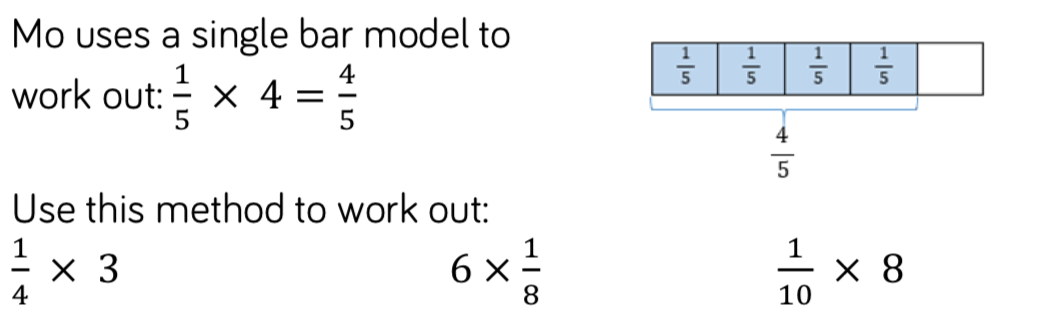 Mo uses a single bar model to
work out: 1/5 × 4 = 4/5
1/5 1/5 1/5 1/5
4/5
Use this method to work out:
1/4 × 3
6 × 1/8
1/10 × 8